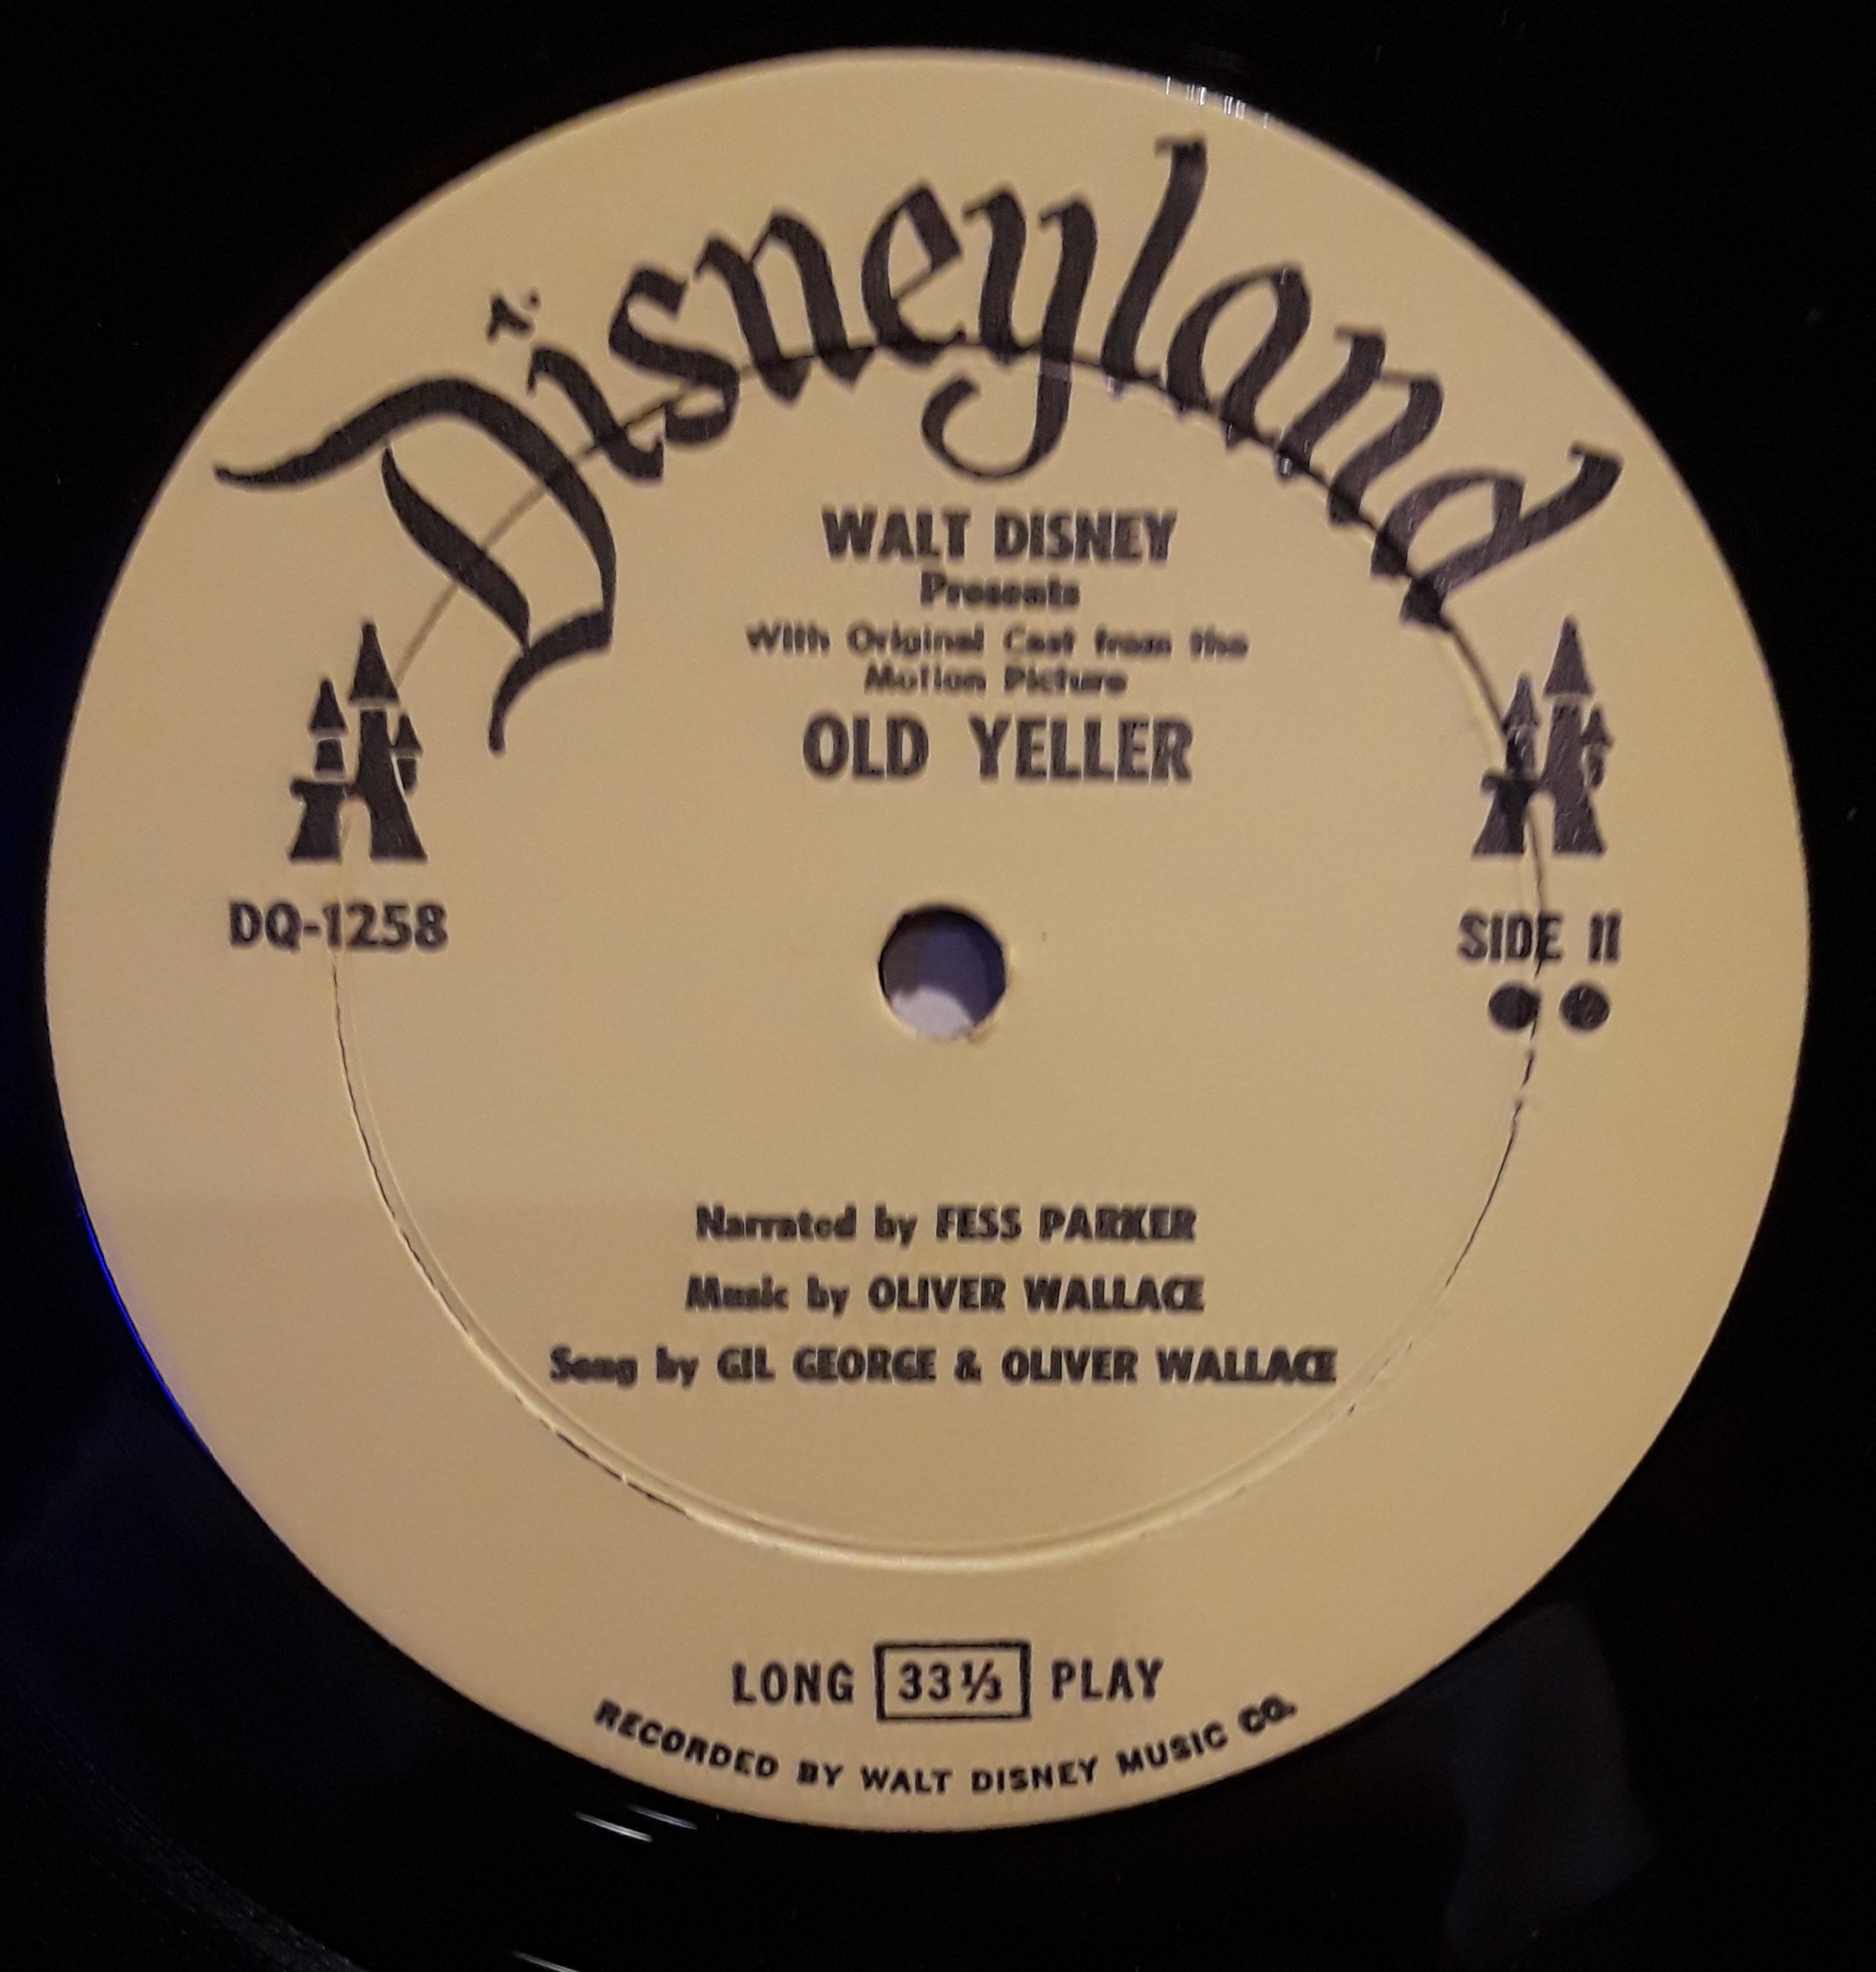 Disneyland
WALT DISNEY
Presents
With Original Cast from the
Motion Picture
OLD YELLER
DQ-1258
SIDE II
Narrated by FESS PARKER
Music by OLIVER WALLACE
Song by GIL GEORGE & OLIVER WALLACE
LONG 33⅓ PLAY
RECORDED BY WALT DISNEY MUSIC CO.